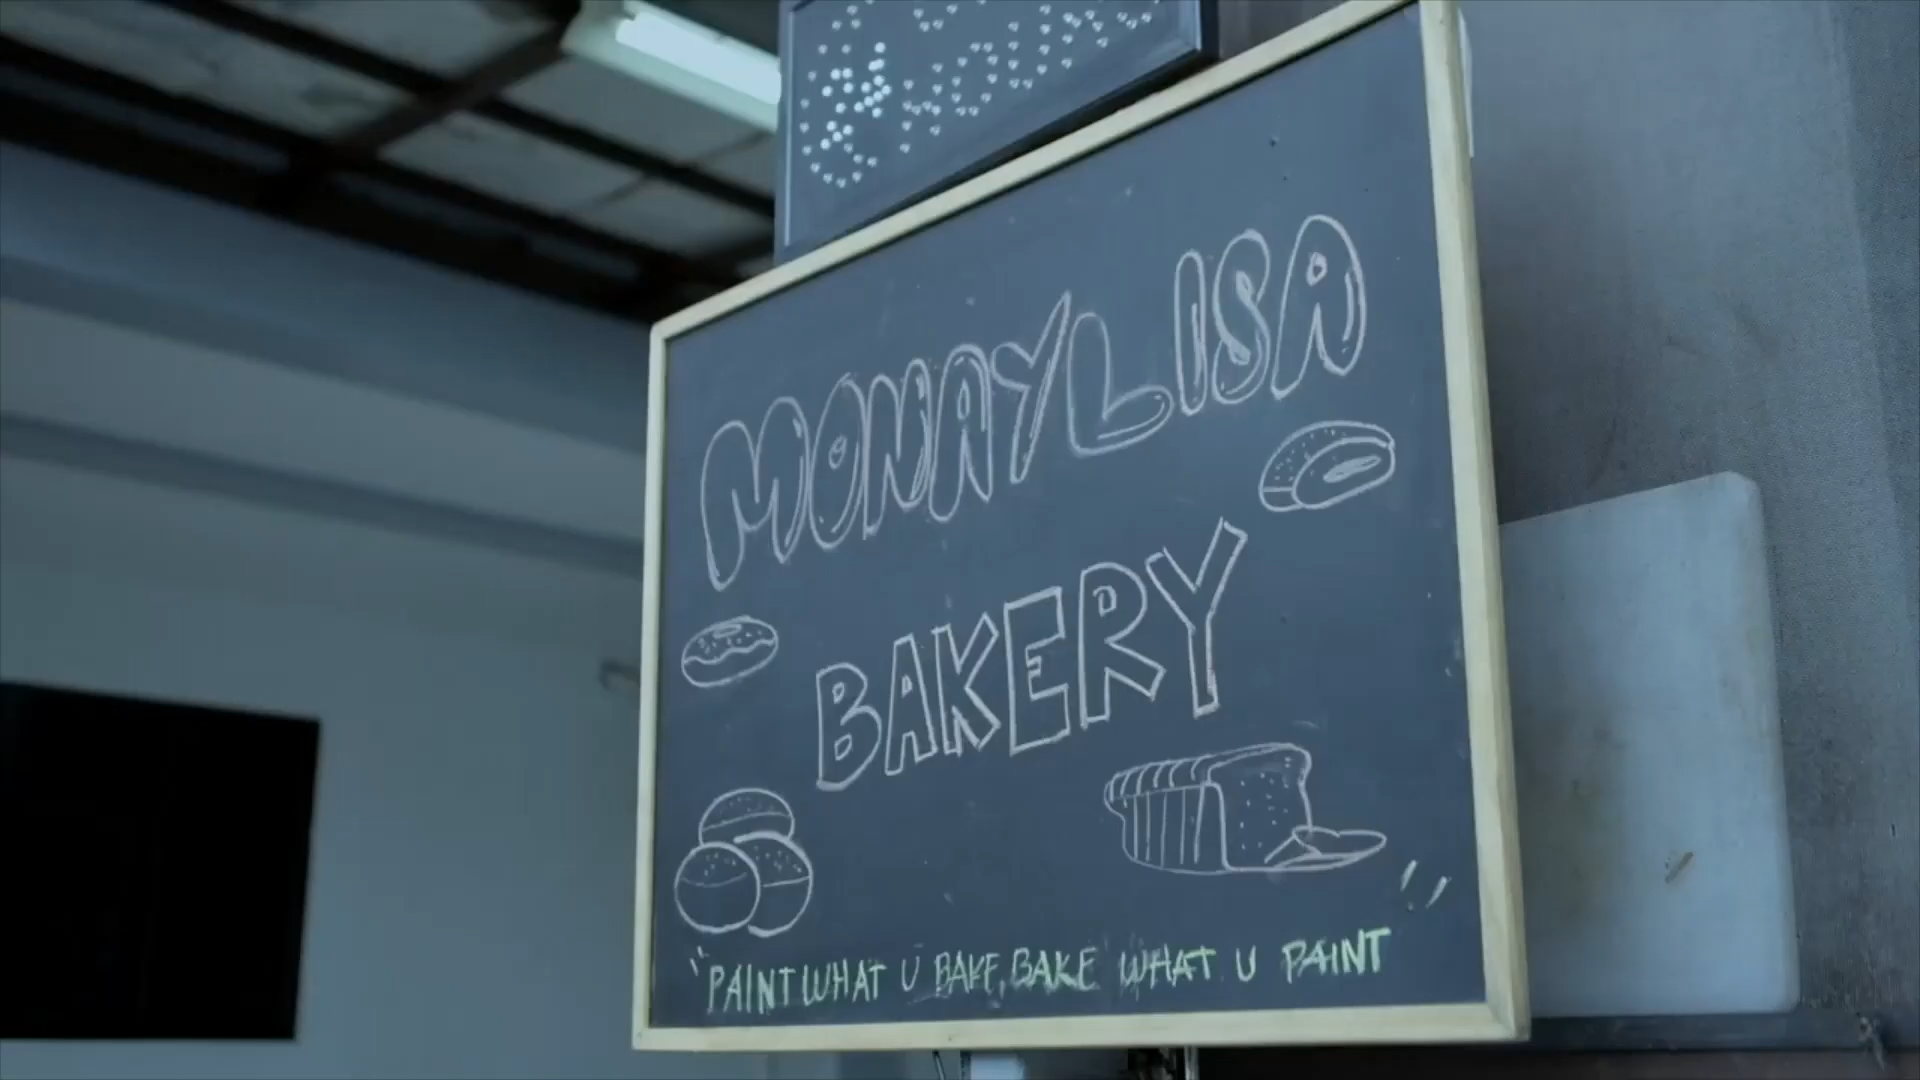 MONAYLISA
BAKERY
"PAINT WHAT U BAKE, BAKE WHAT U PAINT"